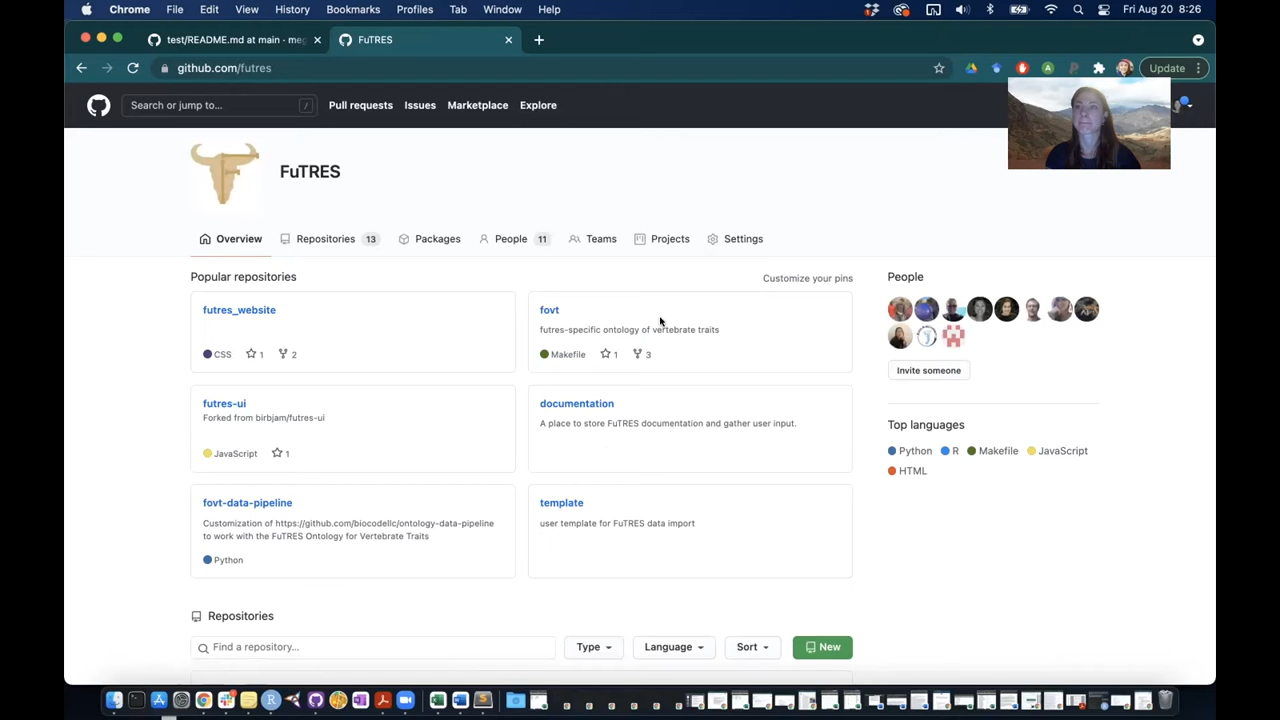 Chrome File Edit View History Bookmarks Profiles Tab Window Help Fri Aug 20 8:26
test/README.md at main · meg
FuTRES
github.com/futres
Update
Search or jump to... /
Pull requests Issues Marketplace Explore
FuTRES
Overview Repositories 13 Packages People 11 Teams Projects Settings
Popular repositories
Customize your pins
People
futres_website
CSS 1 2
fovt
futres-specific ontology of vertebrate traits
Makefile 1 3
Invite someone
futres-ui
Forked from birbjam/futres-ui
JavaScript 1
documentation
A place to store FuTRES documentation and gather user input.
Top languages
Python R Makefile JavaScript
HTML
fovt-data-pipeline
Customization of https://github.com/biocodellc/ontology-data-pipeline
to work with the FuTRES Ontology for Vertebrate Traits
Python
template
user template for FuTRES data import
Repositories
Find a repository...
Type Language Sort New